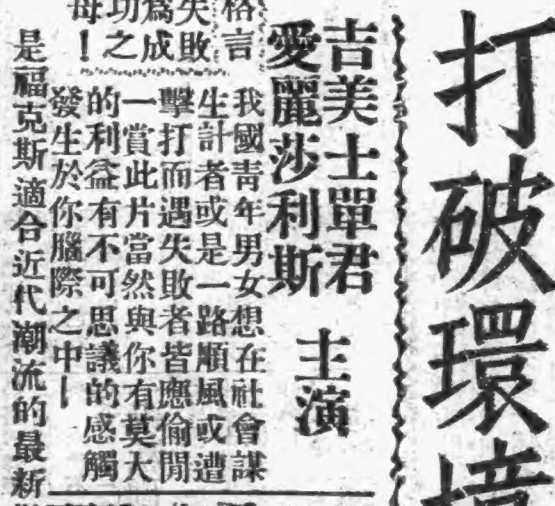 打破環境
吉美士單君
愛麗莎利斯
主演
格言
失敗
爲成
功之
母！
我國青年男女想在社會謀
生計者或是一路順風或遭
擊打而遇失敗者皆應偷閒
一賞此片當然與你有莫大
的利益有不可思議的感觸
發生於你腦際之中！
是福克斯適合近代潮流的最新